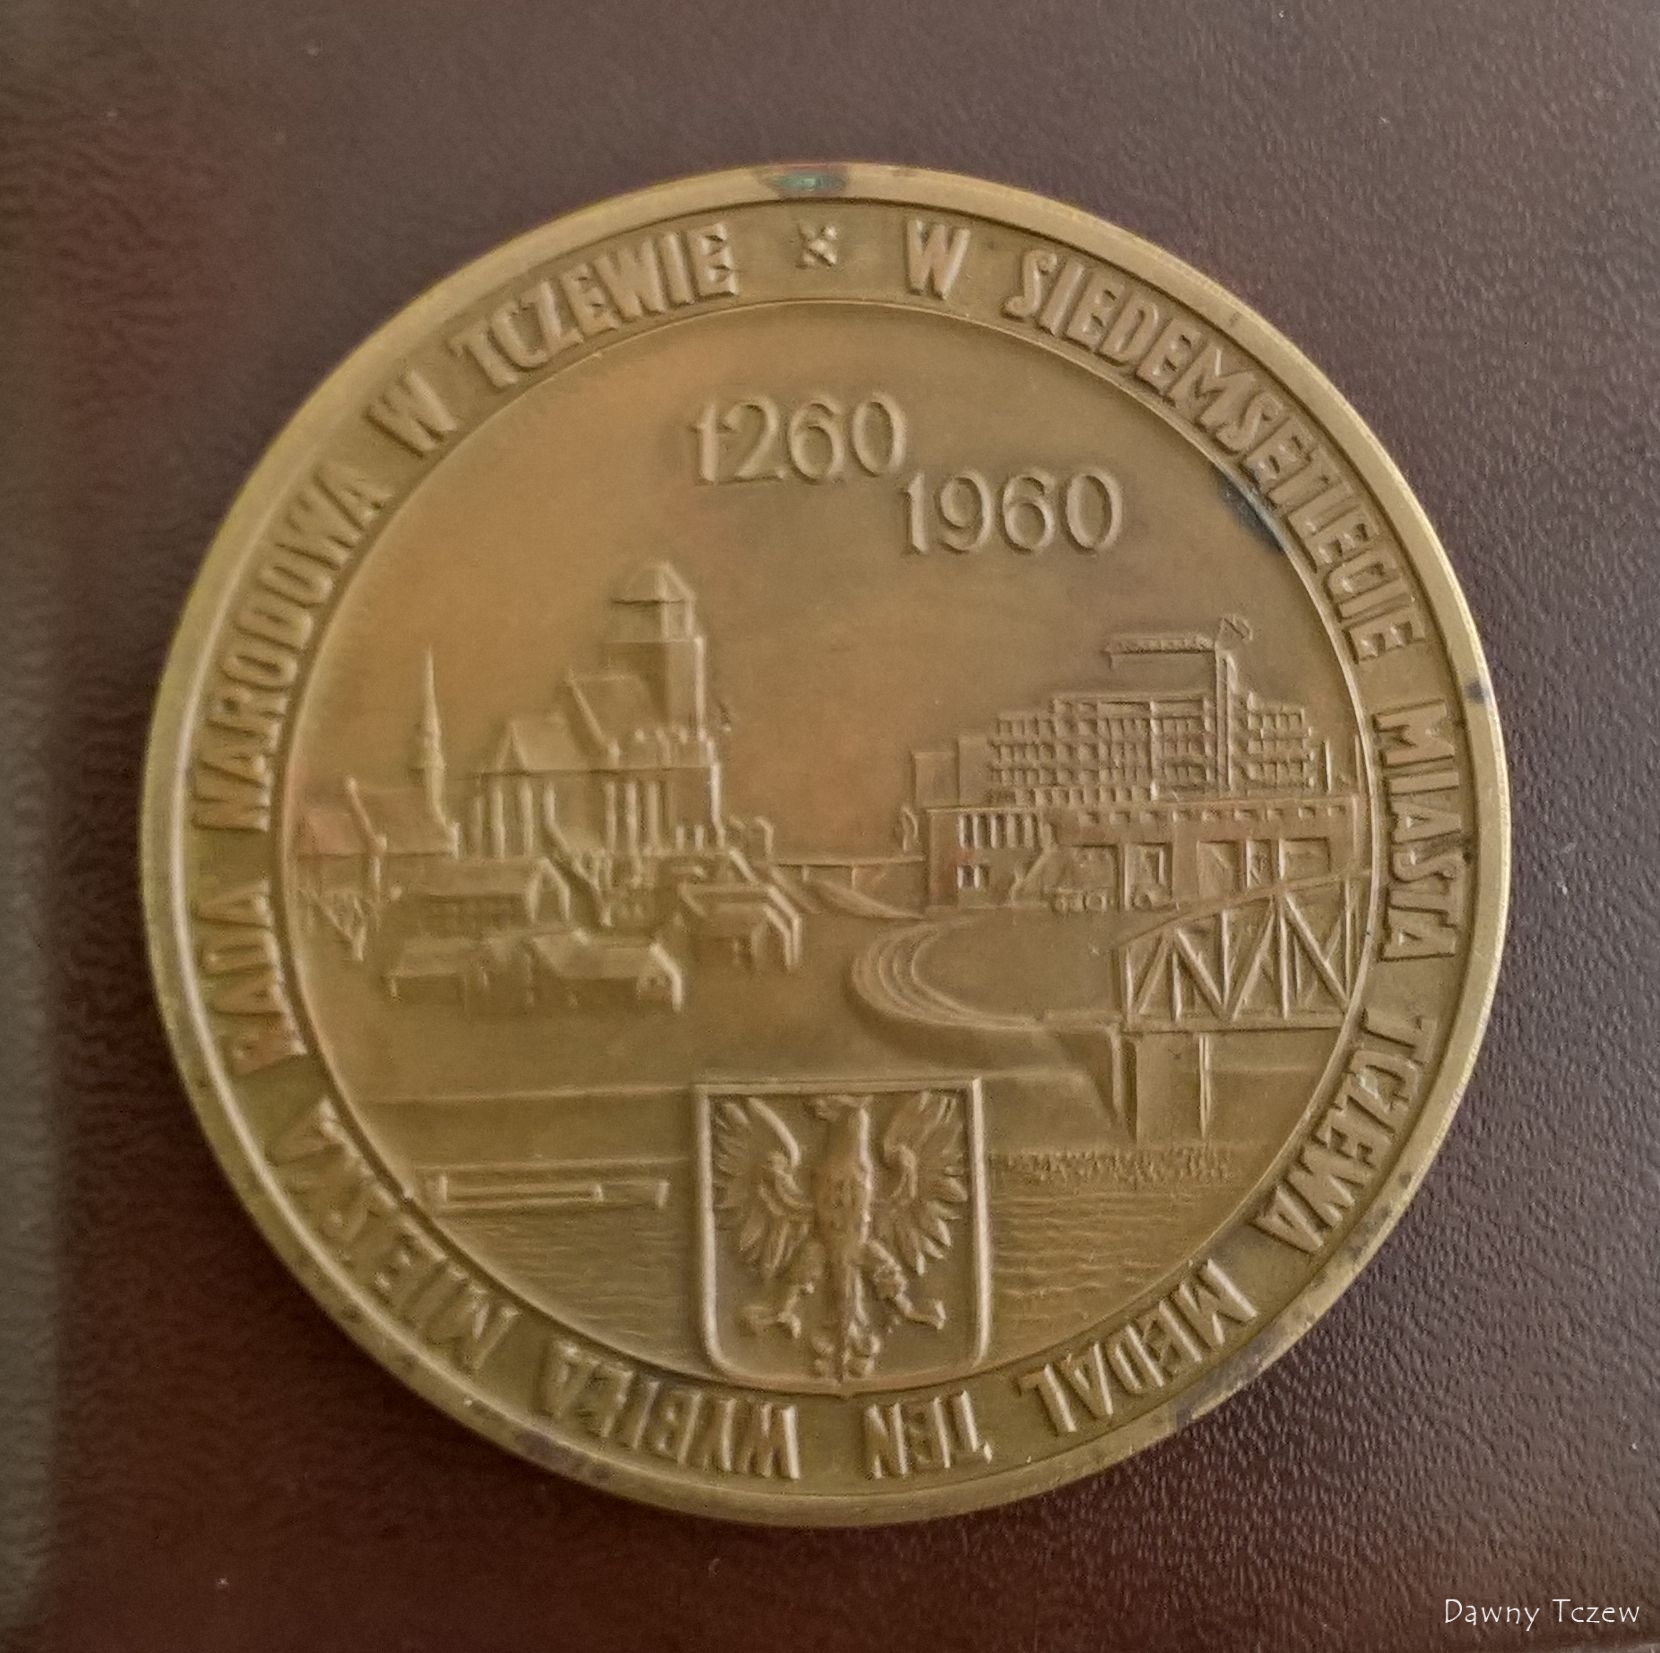 W SIEDEMSETLECIE MIASTA TCZEWA MEDAL TEN WYBIŁA MIEJSKA RADA NARODOWA W TCZEWIE
1260
1960
Dawny Tczew